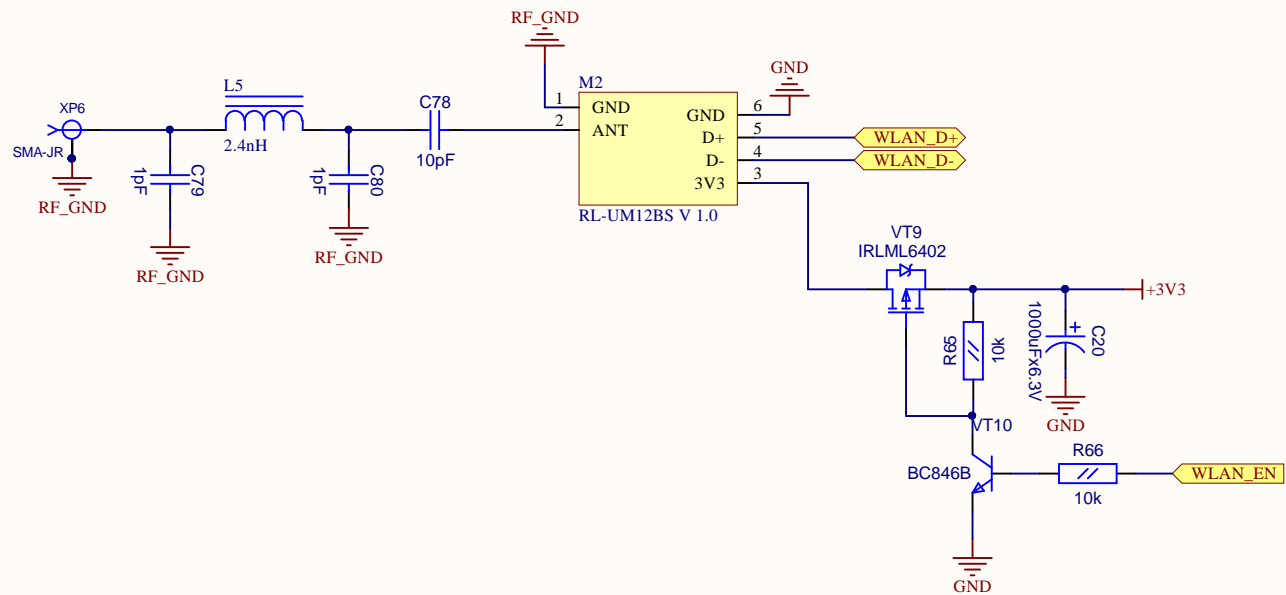 RF_GND
L5
M2
GND
XP6
C78
1
GND
GND
6
2
ANT
D+
5
WLAN_D+
SMA-JR
2.4nH
10pF
D-
4
WLAN_D-
3V3
3
1pF
C79
1pF
C80
RF_GND
RL-UM12BS V 1.0
RF_GND
RF_GND
VT9
IRLML6402
+3V3
R65
10k
1000uFx6.3V
C20
GND
VT10
R66
BC846B
WLAN_EN
10k
GND